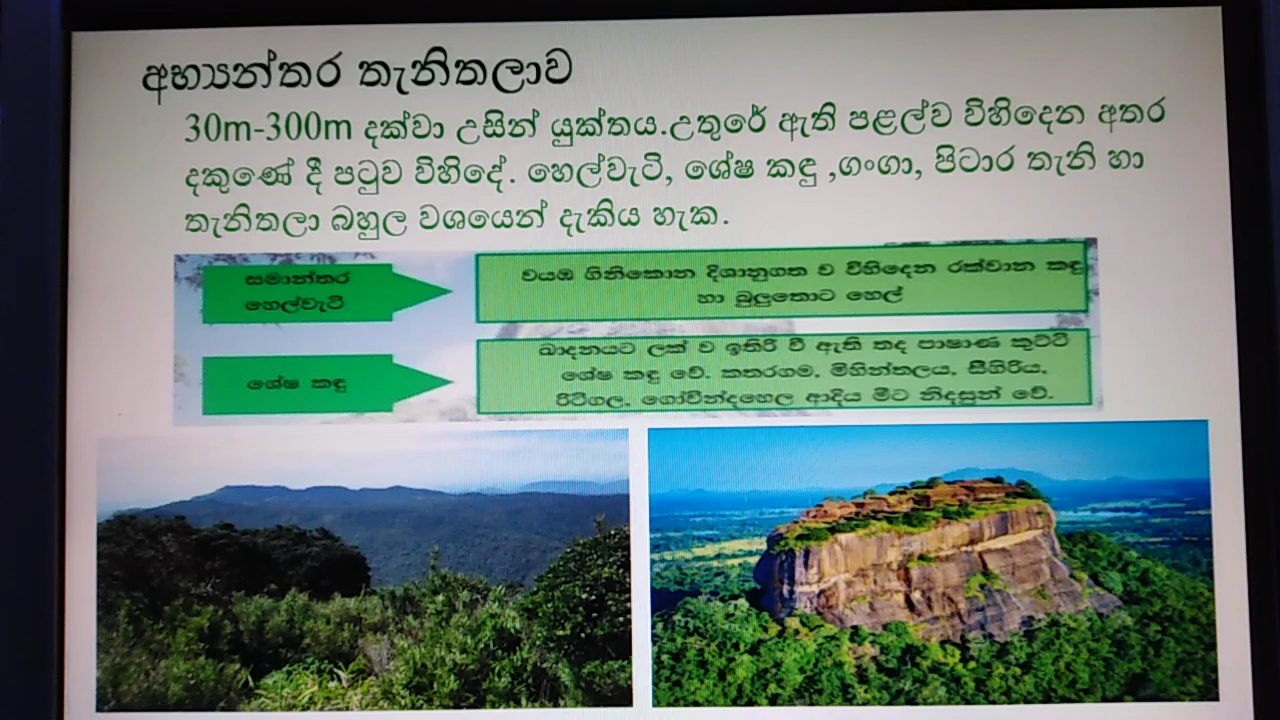 අභ්‍යන්තර තැනිතලාව
30m-300m දක්වා උසින් යුක්තය.උතුරේ ඇති පළල්ව විහිදෙන අතර
දකුණේ දී පටුව විහිදේ. හෙල්වැටි, ශේෂ කඳු ,ගංගා, පිටාර තැනි හා
තැනිතලා බහුල වශයෙන් දැකිය හැක.
සමාන්තර
හෙල්වැටි
වයඹ ගිනිකොන දිශානුගත ව විහිදෙන රක්වාන කඳු
හා බුලුතොට හෙල්
ශේෂ කඳු
ඛාදනයට ලක් ව ඉතිරි වී ඇති තද පාෂාණ කුට්ටි
ශේෂ කඳු වේ. කතරගම, මිහින්තලය, සීගිරිය,
රිටිගල, ගෝවින්දහෙල ආදිය මීට නිදසුන් වේ.